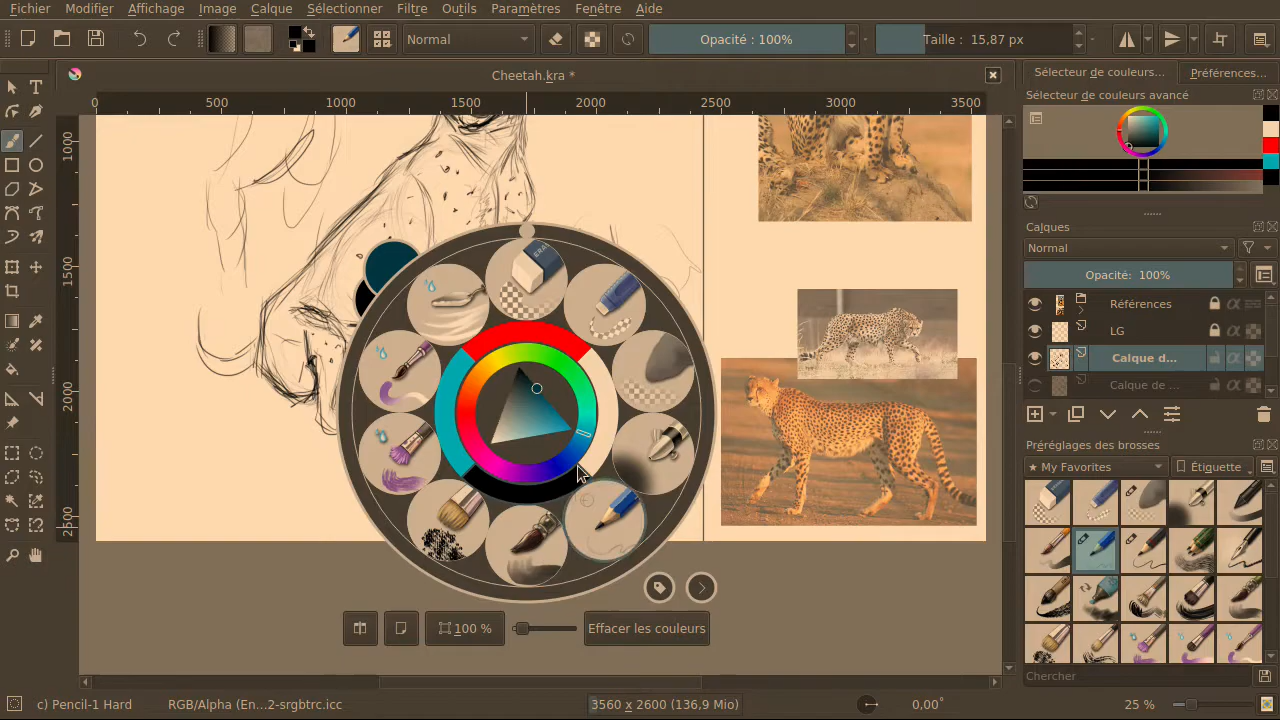 Fichier Modifier Affichage Image Calque Sélectionner Filtre Outils Paramètres Fenêtre Aide
Normal Opacité : 100% Taille : 15,87 px
Cheetah.kra * Sélecteur de couleurs... Préférences...
Sélecteur de couleurs avancé
0 500 1000 1500 2000 2500 3000 3500
1000
1500
2000
2500
Calques
Normal
Opacité: 100%
Références
LG
Calque d...
Calque de ...
Préréglages des brosses
★ My Favorites Étiquette
100 % Effacer les couleurs
Chercher
c) Pencil-1 Hard RGB/Alpha (En...2-srgbtrc.icc 3560 x 2600 (136,9 Mio) 0,00° 25 %